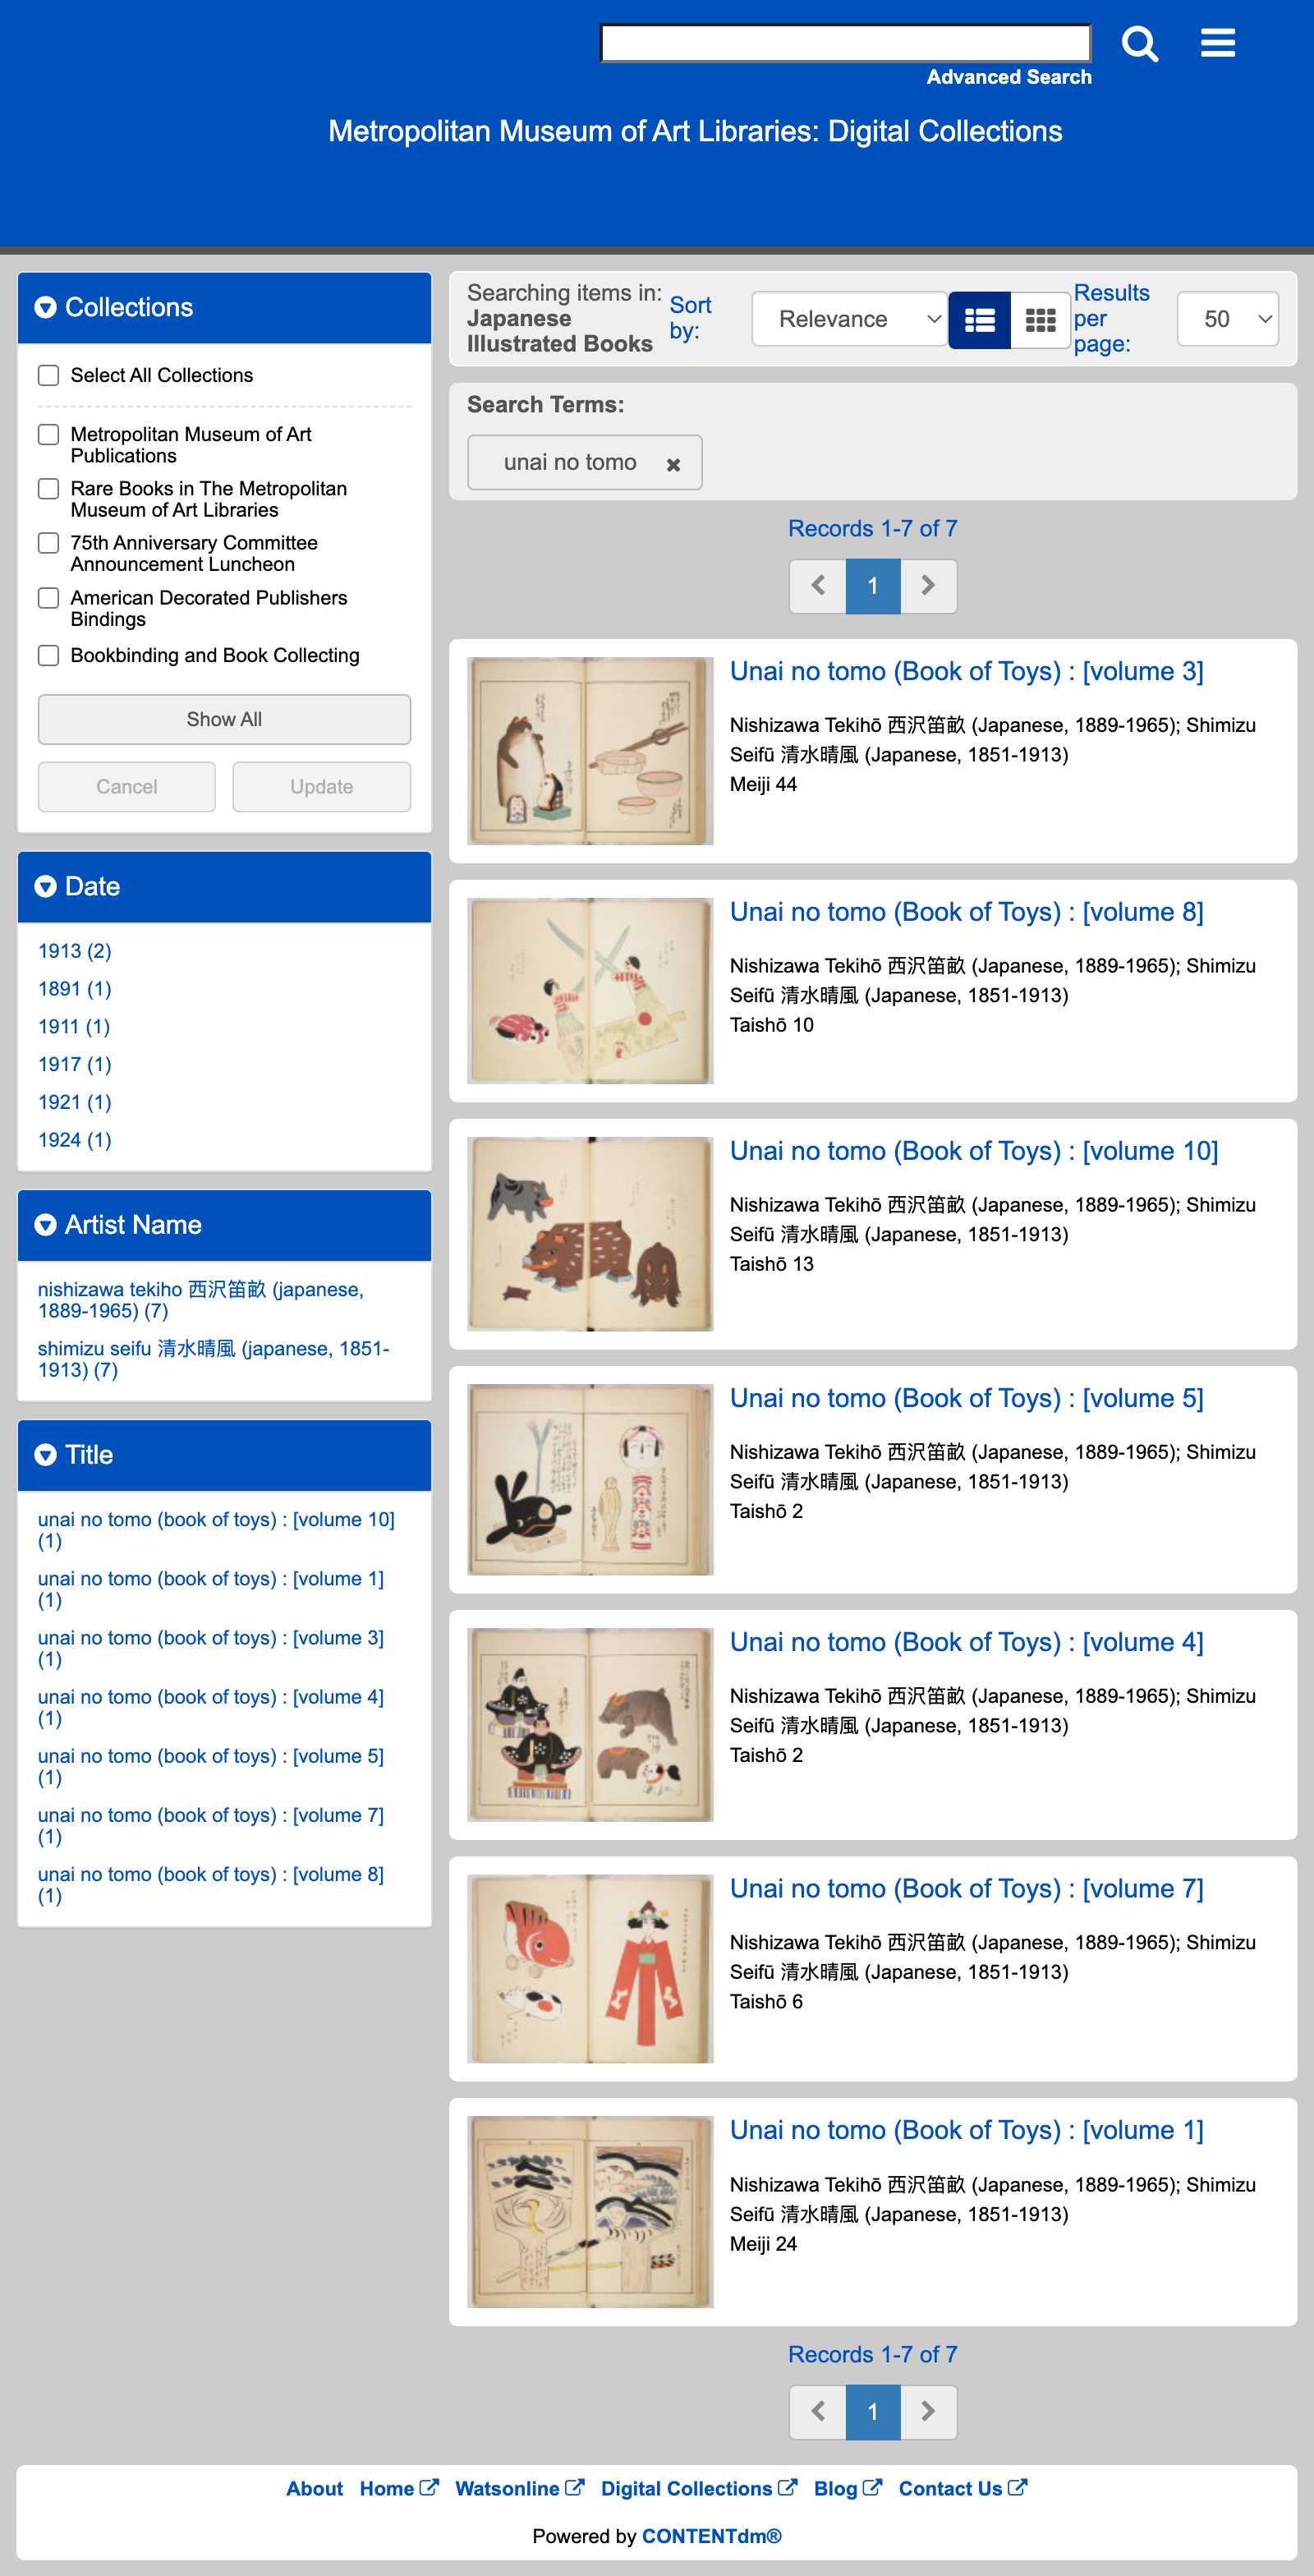 Advanced Search
Metropolitan Museum of Art Libraries: Digital Collections
Collections
Select All Collections
Metropolitan Museum of Art
Publications
Rare Books in The Metropolitan
Museum of Art Libraries
75th Anniversary Committee
Announcement Luncheon
American Decorated Publishers
Bindings
Bookbinding and Book Collecting
Show All
Cancel
Update
Date
1913 (2)
1891 (1)
1911 (1)
1917 (1)
1921 (1)
1924 (1)
Artist Name
nishizawa tekiho 西沢笛畝 (japanese,
1889-1965) (7)
shimizu seifu 清水晴風 (japanese, 1851-
1913) (7)
Title
unai no tomo (book of toys) : [volume 10]
(1)
unai no tomo (book of toys) : [volume 1]
(1)
unai no tomo (book of toys) : [volume 3]
(1)
unai no tomo (book of toys) : [volume 4]
(1)
unai no tomo (book of toys) : [volume 5]
(1)
unai no tomo (book of toys) : [volume 7]
(1)
unai no tomo (book of toys) : [volume 8]
(1)
Searching items in:
Japanese
Illustrated Books
Sort
by:
Relevance
Results
per
page:
50
Search Terms:
unai no tomo
Records 1-7 of 7
1
Unai no tomo (Book of Toys) : [volume 3]
Nishizawa Tekihō 西沢笛畝 (Japanese, 1889-1965); Shimizu
Seifū 清水晴風 (Japanese, 1851-1913)
Meiji 44
Unai no tomo (Book of Toys) : [volume 8]
Nishizawa Tekihō 西沢笛畝 (Japanese, 1889-1965); Shimizu
Seifū 清水晴風 (Japanese, 1851-1913)
Taishō 10
Unai no tomo (Book of Toys) : [volume 10]
Nishizawa Tekihō 西沢笛畝 (Japanese, 1889-1965); Shimizu
Seifū 清水晴風 (Japanese, 1851-1913)
Taishō 13
Unai no tomo (Book of Toys) : [volume 5]
Nishizawa Tekihō 西沢笛畝 (Japanese, 1889-1965); Shimizu
Seifū 清水晴風 (Japanese, 1851-1913)
Taishō 2
Unai no tomo (Book of Toys) : [volume 4]
Nishizawa Tekihō 西沢笛畝 (Japanese, 1889-1965); Shimizu
Seifū 清水晴風 (Japanese, 1851-1913)
Taishō 2
Unai no tomo (Book of Toys) : [volume 7]
Nishizawa Tekihō 西沢笛畝 (Japanese, 1889-1965); Shimizu
Seifū 清水晴風 (Japanese, 1851-1913)
Taishō 6
Unai no tomo (Book of Toys) : [volume 1]
Nishizawa Tekihō 西沢笛畝 (Japanese, 1889-1965); Shimizu
Seifū 清水晴風 (Japanese, 1851-1913)
Meiji 24
Records 1-7 of 7
1
About Home Watsonline Digital Collections Blog Contact Us
Powered by CONTENTdm®